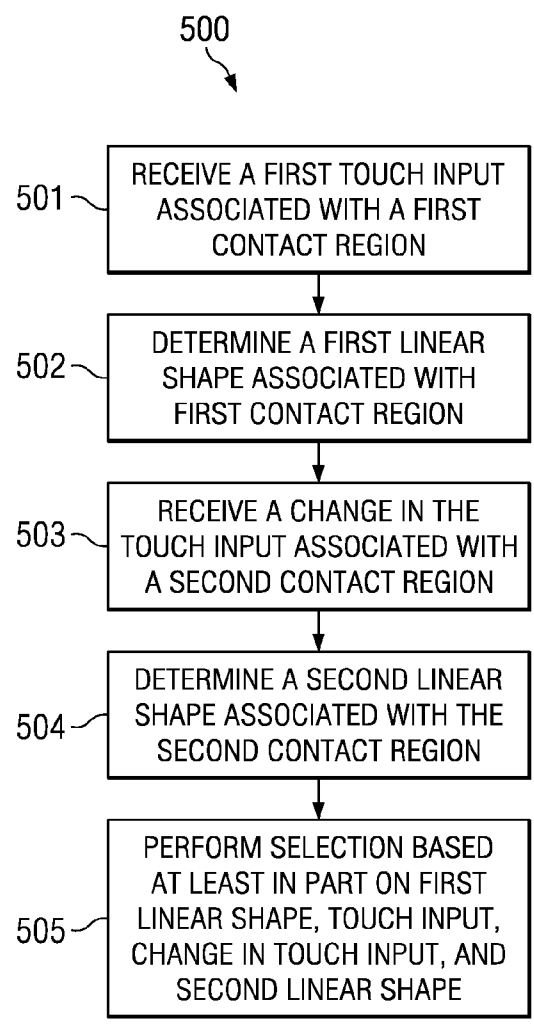 500
501
RECEIVE A FIRST TOUCH INPUT
ASSOCIATED WITH A FIRST
CONTACT REGION
502
DETERMINE A FIRST LINEAR
SHAPE ASSOCIATED WITH
FIRST CONTACT REGION
503
RECEIVE A CHANGE IN THE
TOUCH INPUT ASSOCIATED WITH
A SECOND CONTACT REGION
504
DETERMINE A SECOND LINEAR
SHAPE ASSOCIATED WITH THE
SECOND CONTACT REGION
505
PERFORM SELECTION BASED
AT LEAST IN PART ON FIRST
LINEAR SHAPE, TOUCH INPUT,
CHANGE IN TOUCH INPUT, AND
SECOND LINEAR SHAPE